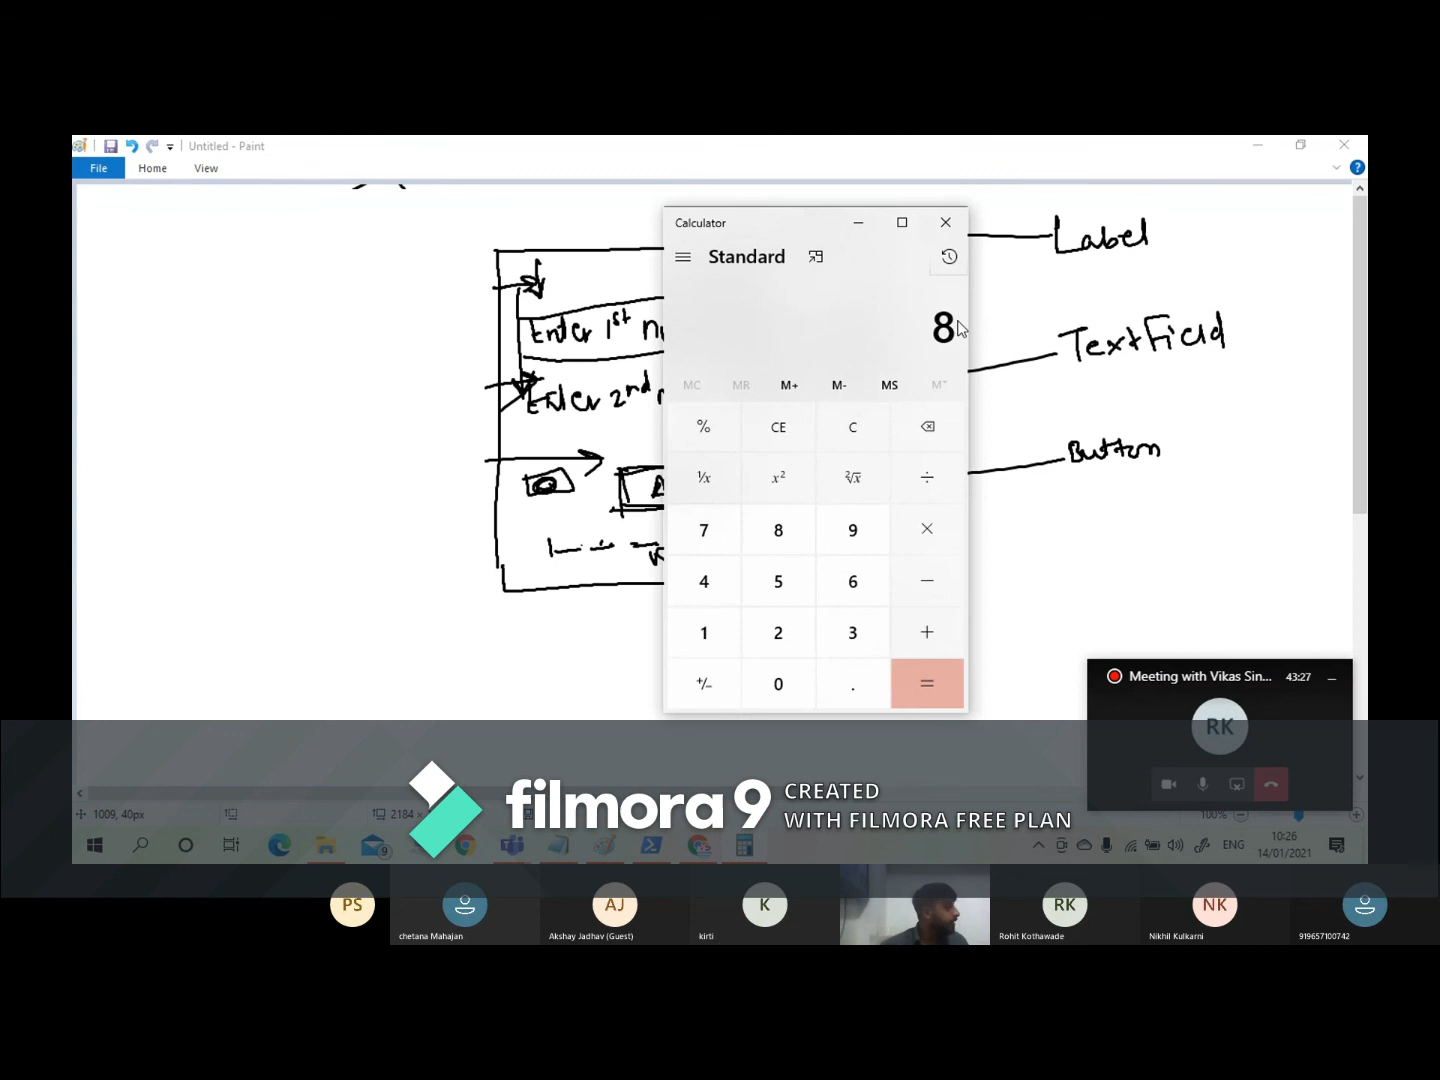 Untitled - Paint
File Home View
Calculator
Standard
8
MC MR M+ M- MS M˅
% CE C
¹/x x² ²√x ÷
7 8 9 ×
4 5 6 −
1 2 3 +
+/− 0 . =
Label
Enter 1st
TextField
Enter 2nd
Button
Meeting with Vikas Sin... 43:27
RK
filmora9 CREATED
WITH FILMORA FREE PLAN
1009, 40px
2184 ×
100%
9
ENG
10:26
14/01/2021
PS
AJ
K
RK
NK
chetana Mahajan
Akshay Jadhav (Guest)
kirti
Rohit Kothawade
Nikhil Kulkarni
919657100742